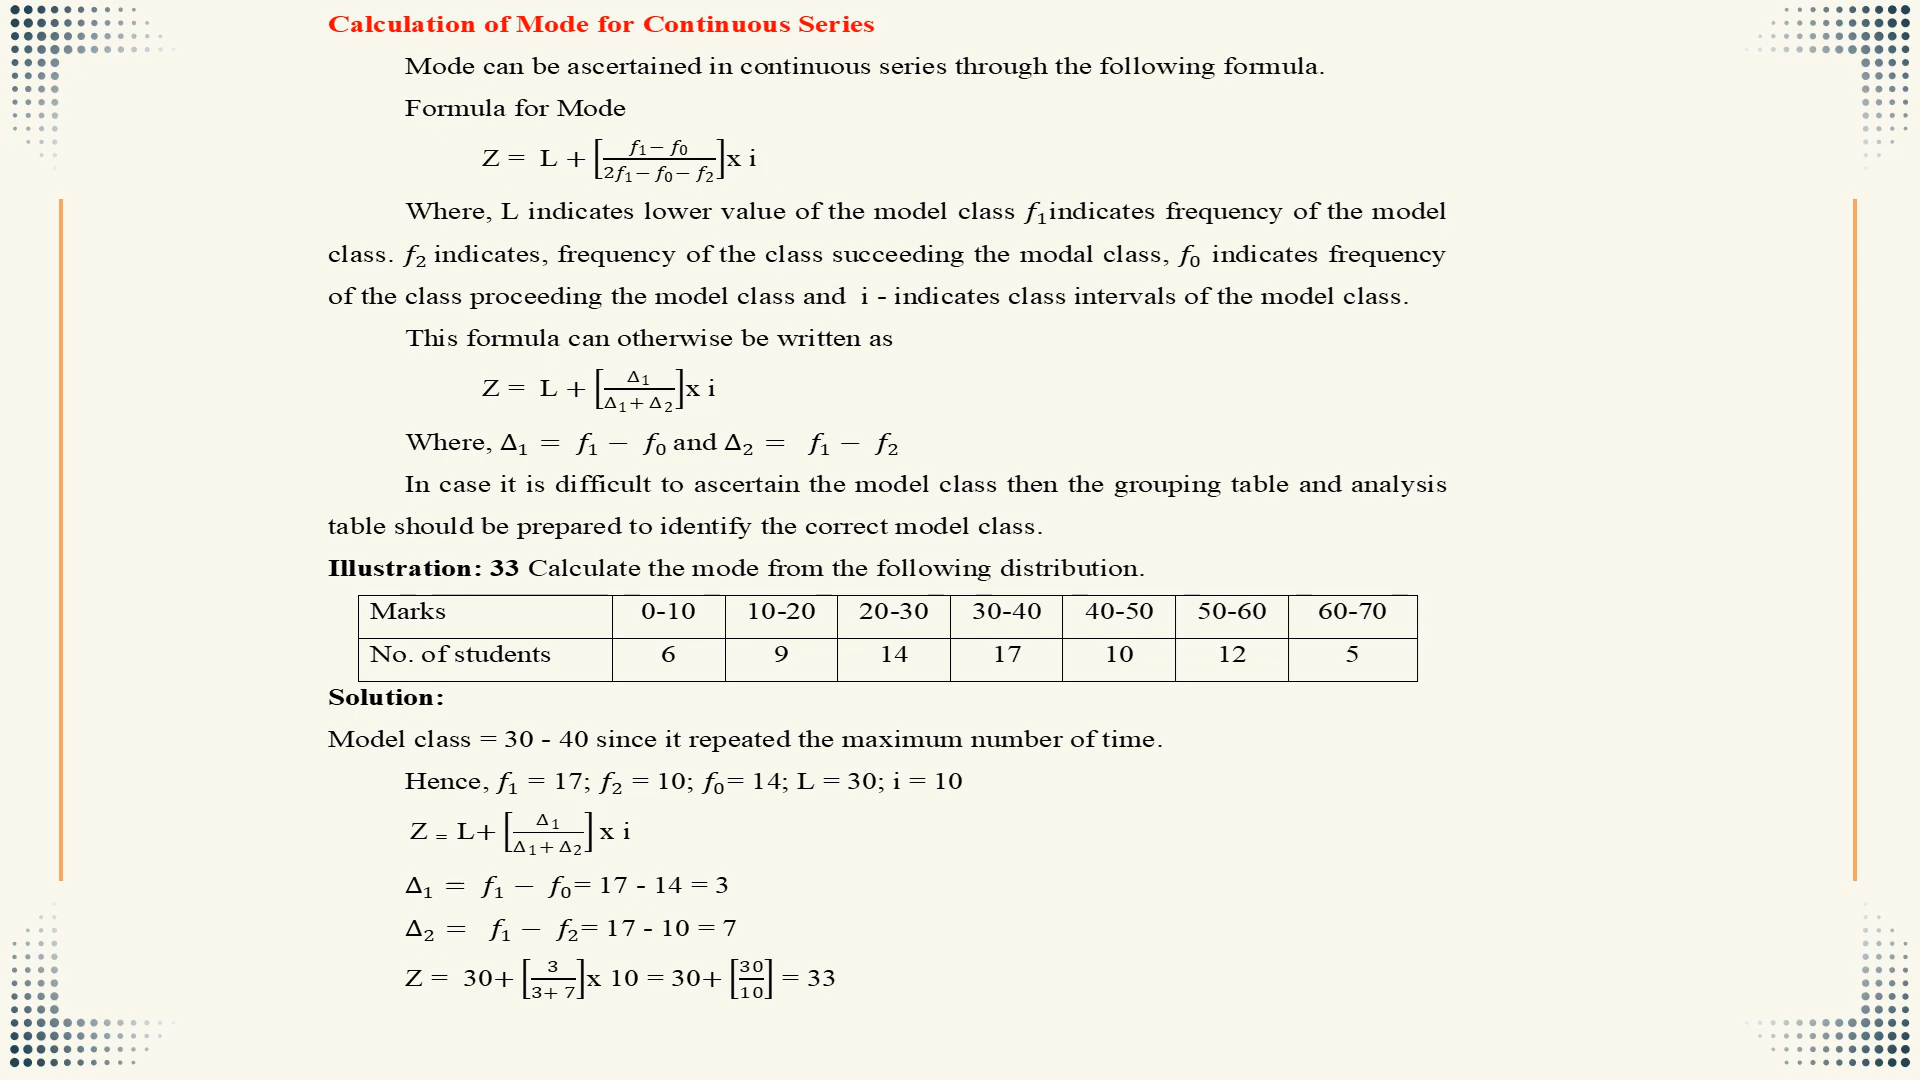 Calculation of Mode for Continuous Series
Mode can be ascertained in continuous series through the following formula.
Formula for Mode
Z = L + [f₁ − f₀ / 2f₁ − f₀ − f₂] x i
Where, L indicates lower value of the model class f₁indicates frequency of the model
class. f₂ indicates, frequency of the class succeeding the modal class, f₀ indicates frequency
of the class proceeding the model class and i - indicates class intervals of the model class.
This formula can otherwise be written as
Z = L + [Δ₁ / Δ₁ + Δ₂] x i
Where, Δ₁ = f₁ − f₀ and Δ₂ = f₁ − f₂
In case it is difficult to ascertain the model class then the grouping table and analysis
table should be prepared to identify the correct model class.
Illustration: 33 Calculate the mode from the following distribution.
Marks 0-10 10-20 20-30 30-40 40-50 50-60 60-70
No. of students 6 9 14 17 10 12 5
Solution:
Model class = 30 - 40 since it repeated the maximum number of time.
Hence, f₁ = 17; f₂ = 10; f₀= 14; L = 30; i = 10
Z = L+ [Δ₁ / Δ₁ + Δ₂] x i
Δ₁ = f₁ − f₀= 17 - 14 = 3
Δ₂ = f₁ − f₂= 17 - 10 = 7
Z = 30+ [3 / 3+ 7] x 10 = 30+ [30 / 10] = 33